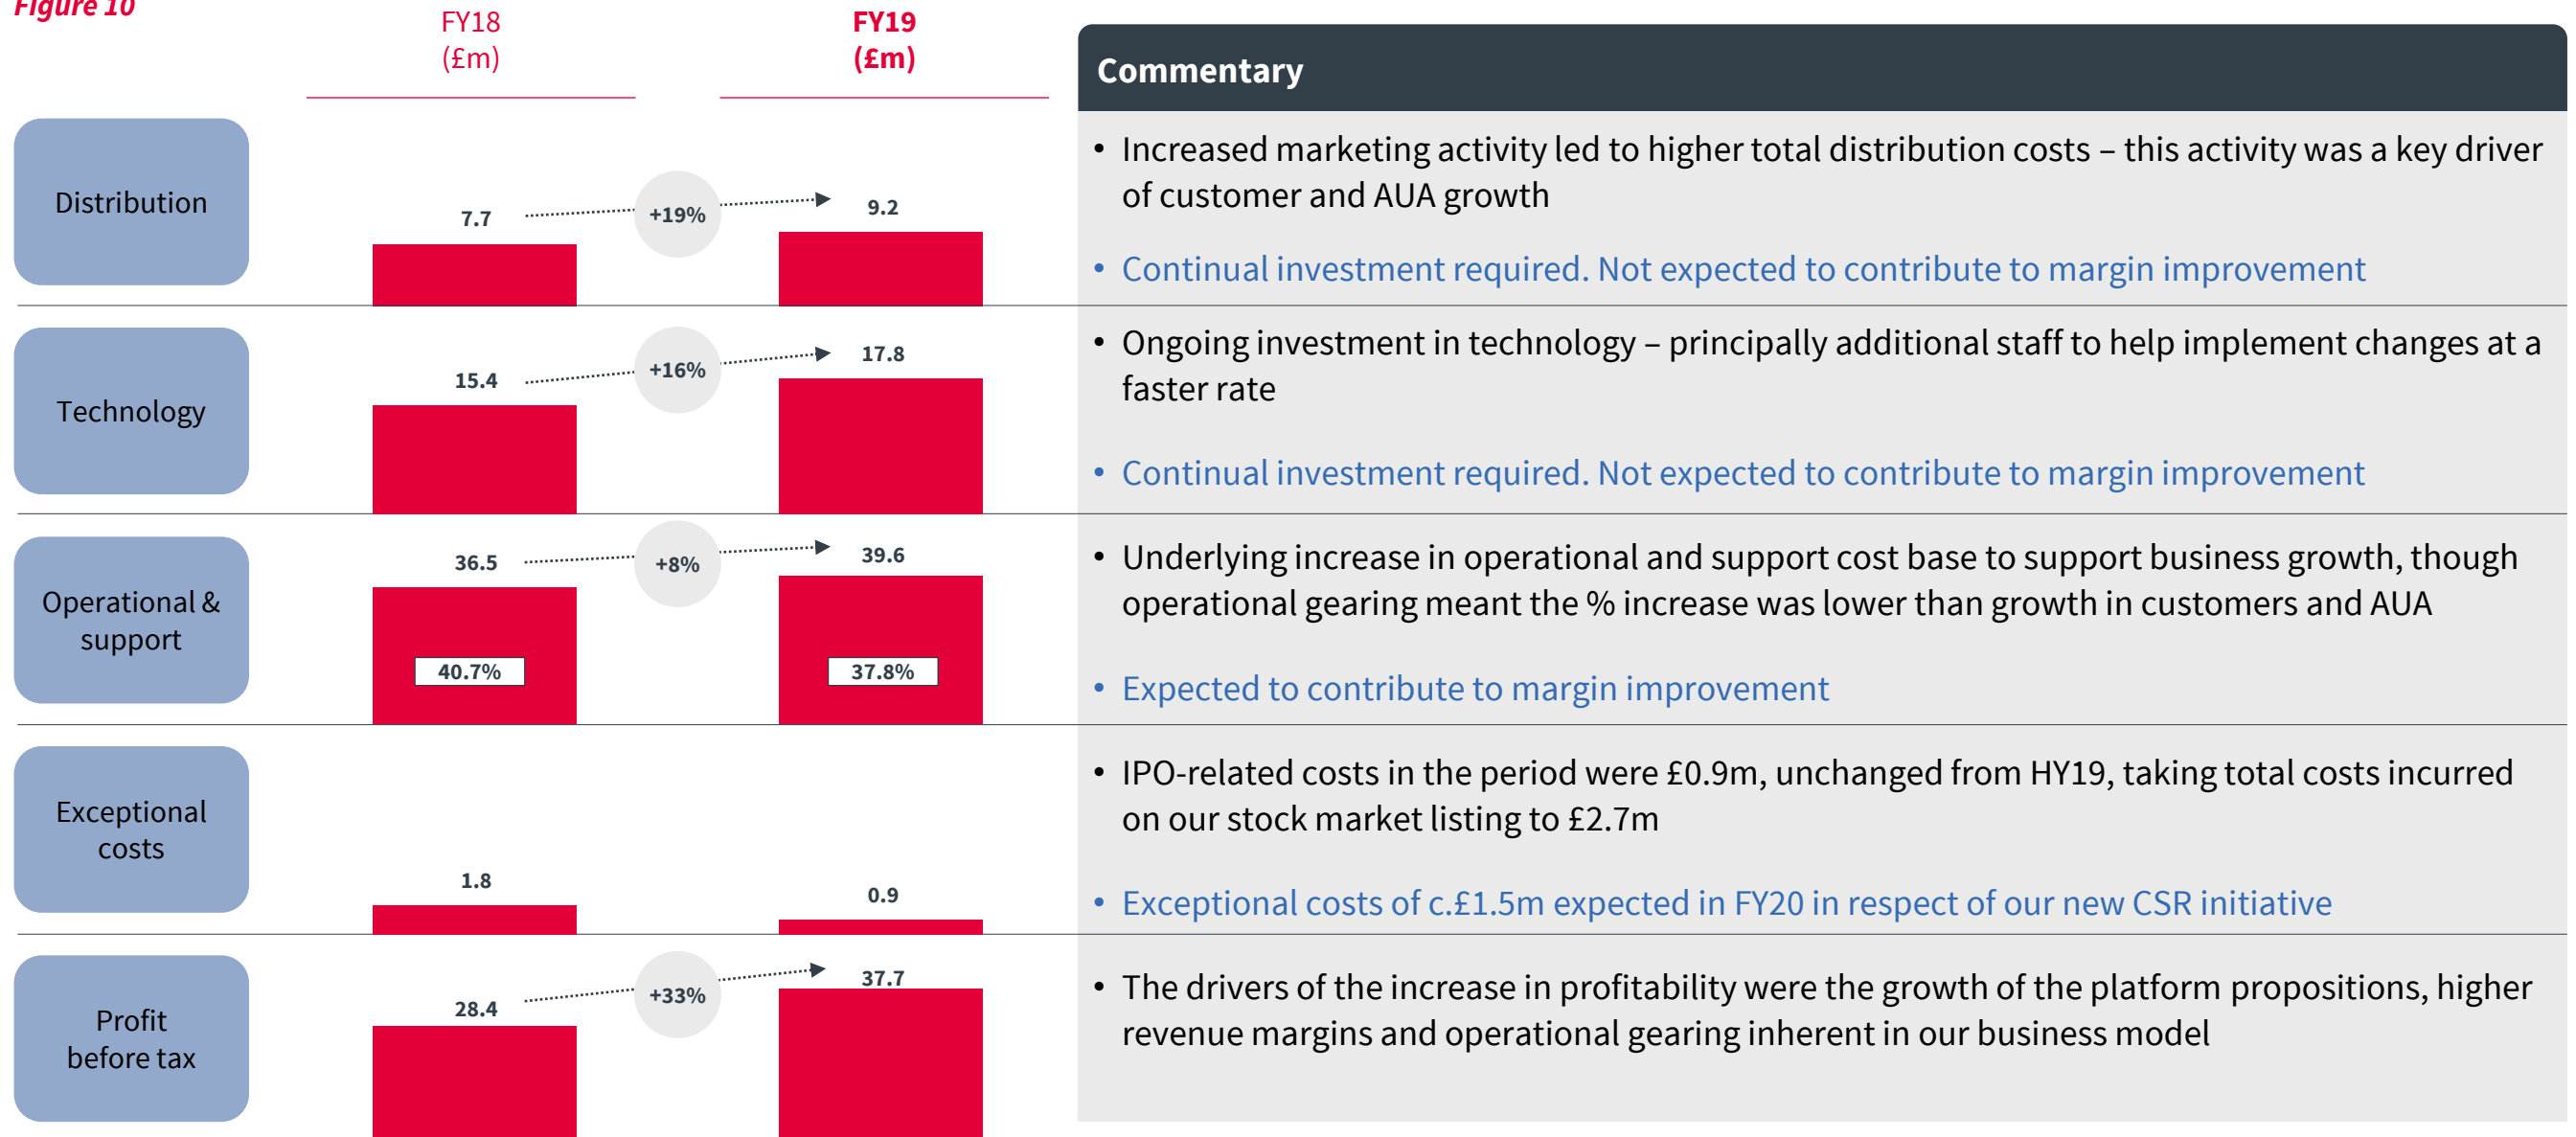 Figure 10
FY18
(£m)
FY19
(£m)
Commentary
Distribution
7.7
+19%
9.2
• Increased marketing activity led to higher total distribution costs – this activity was a key driver
of customer and AUA growth
• Continual investment required. Not expected to contribute to margin improvement
Technology
15.4
+16%
17.8
• Ongoing investment in technology – principally additional staff to help implement changes at a
faster rate
• Continual investment required. Not expected to contribute to margin improvement
Operational &
support
36.5
+8%
39.6
40.7%
37.8%
• Underlying increase in operational and support cost base to support business growth, though
operational gearing meant the % increase was lower than growth in customers and AUA
• Expected to contribute to margin improvement
Exceptional
costs
1.8
0.9
• IPO-related costs in the period were £0.9m, unchanged from HY19, taking total costs incurred
on our stock market listing to £2.7m
• Exceptional costs of c.£1.5m expected in FY20 in respect of our new CSR initiative
Profit
before tax
28.4
+33%
37.7
• The drivers of the increase in profitability were the growth of the platform propositions, higher
revenue margins and operational gearing inherent in our business model